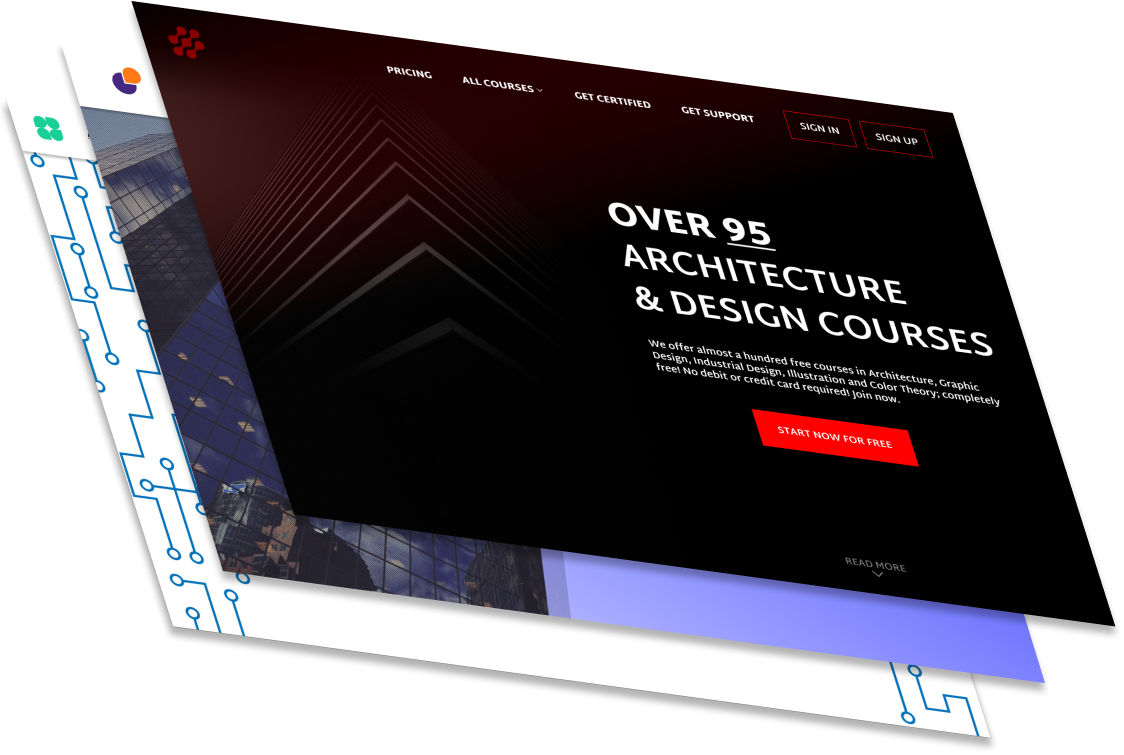 PRICING
ALL COURSES
GET CERTIFIED
GET SUPPORT
SIGN IN
SIGN UP
OVER 95
ARCHITECTURE
& DESIGN COURSES
We offer almost a hundred free courses in Architecture, Graphic
Design, Industrial Design, Illustration and Color Theory; completely
free! No debit or credit card required! Join now.
START NOW FOR FREE
READ MORE